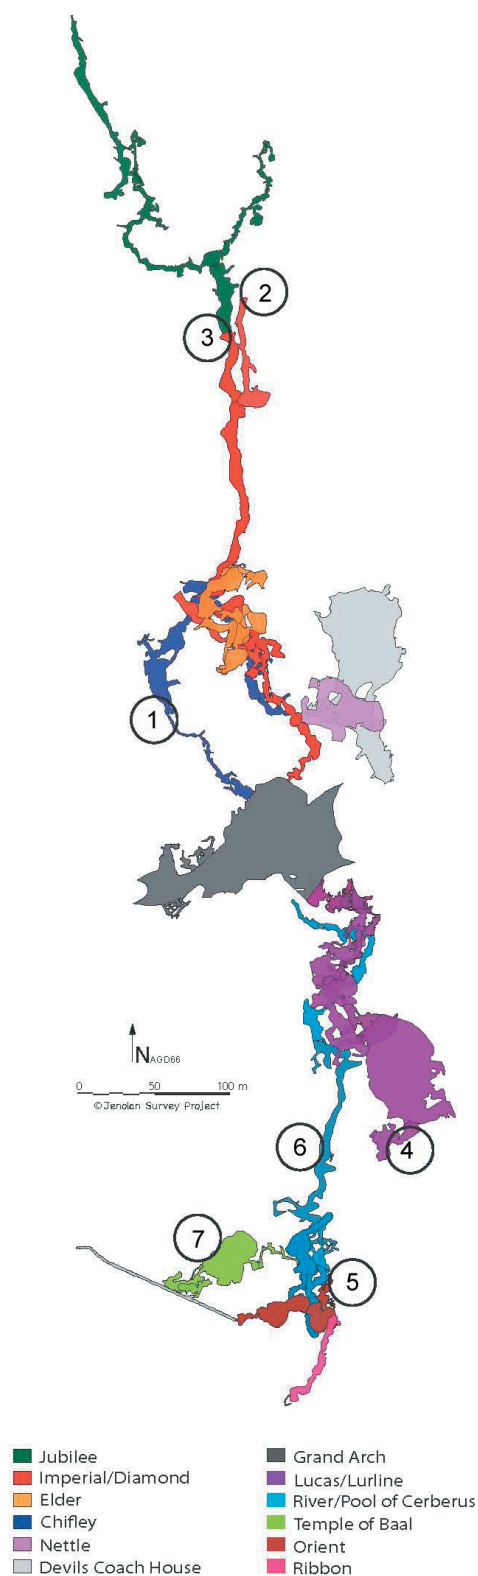 2
3
1
NAGD66
0 50 100 m
©Jenolan Survey Project
6
4
7
5
Jubilee
Imperial/Diamond
Elder
Chifley
Nettle
Devils Coach House
Grand Arch
Lucas/Lurline
River/Pool of Cerberus
Temple of Baal
Orient
Ribbon